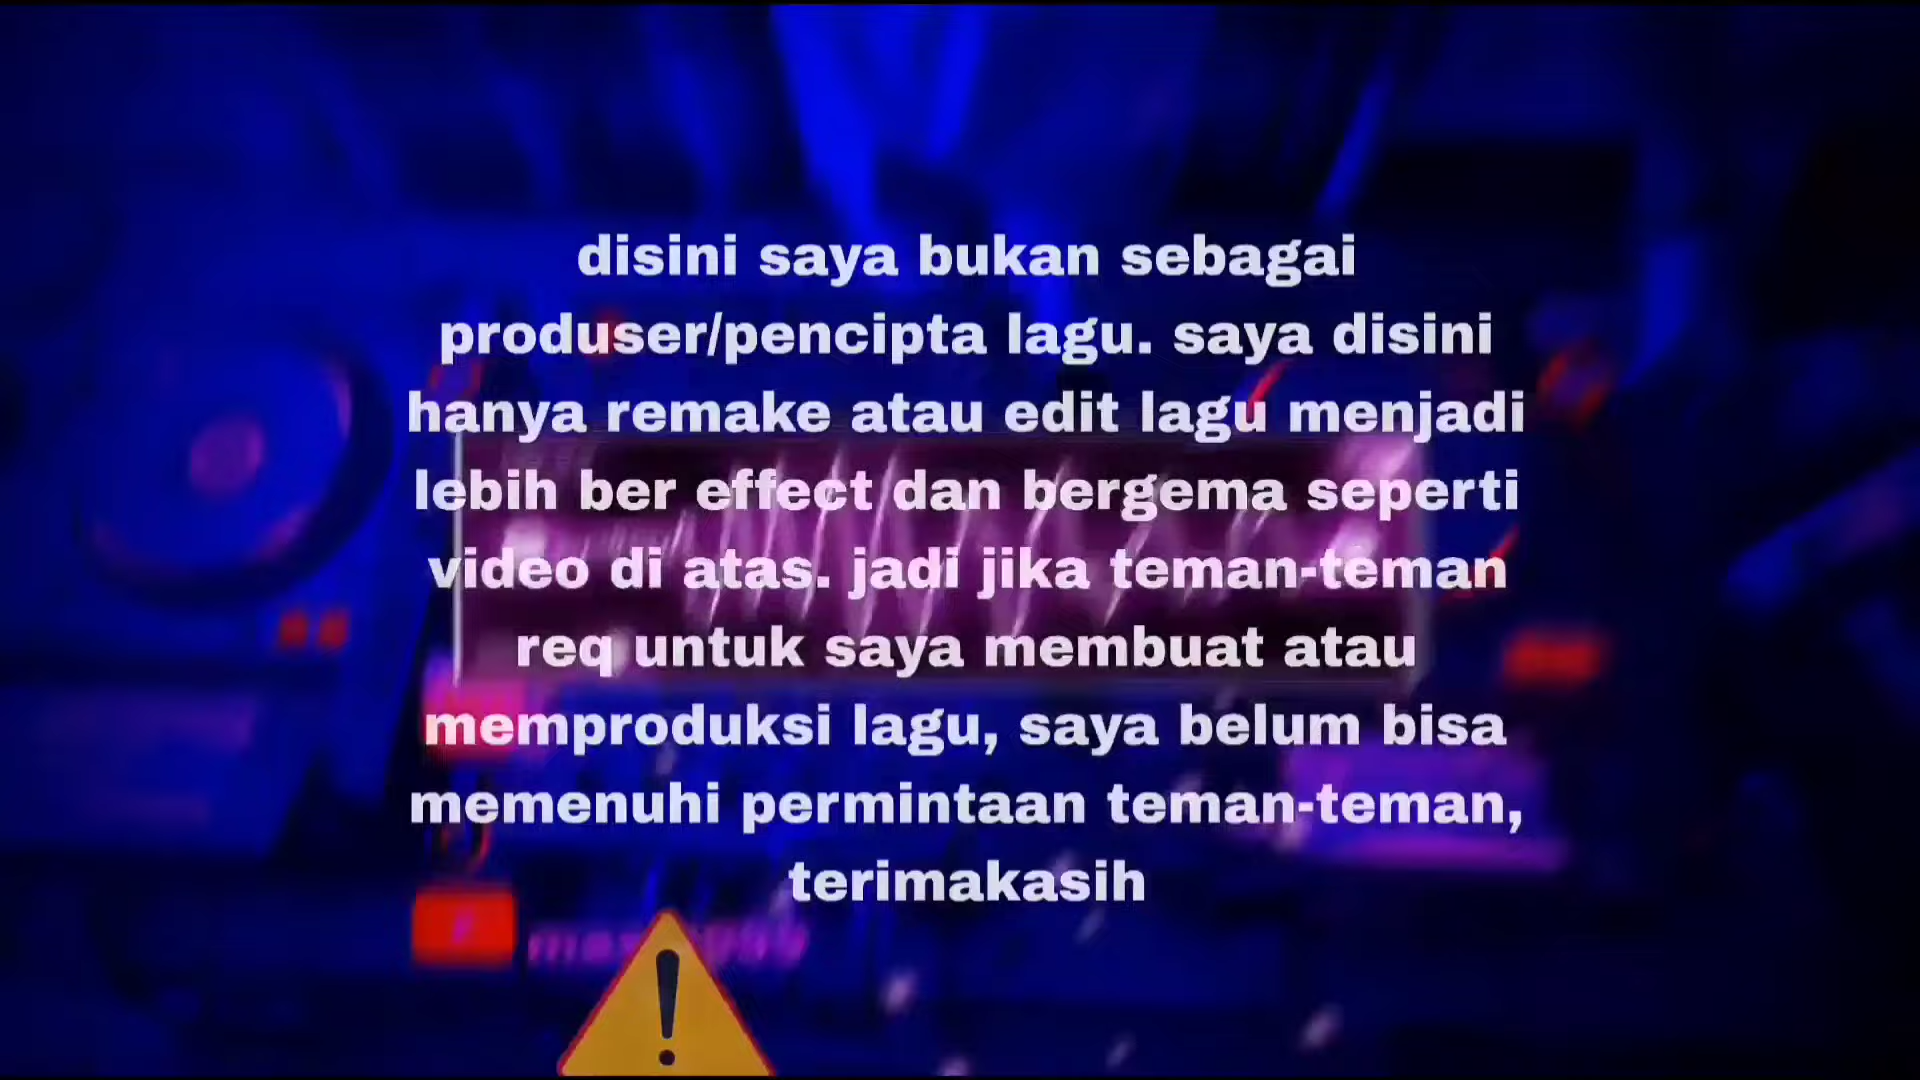 disini saya bukan sebagai
produser/pencipta lagu. saya disini
hanya remake atau edit lagu menjadi
lebih ber effect dan bergema seperti
video di atas. jadi jika teman-teman
req untuk saya membuat atau
memproduksi lagu, saya belum bisa
memenuhi permintaan teman-teman,
terimakasih